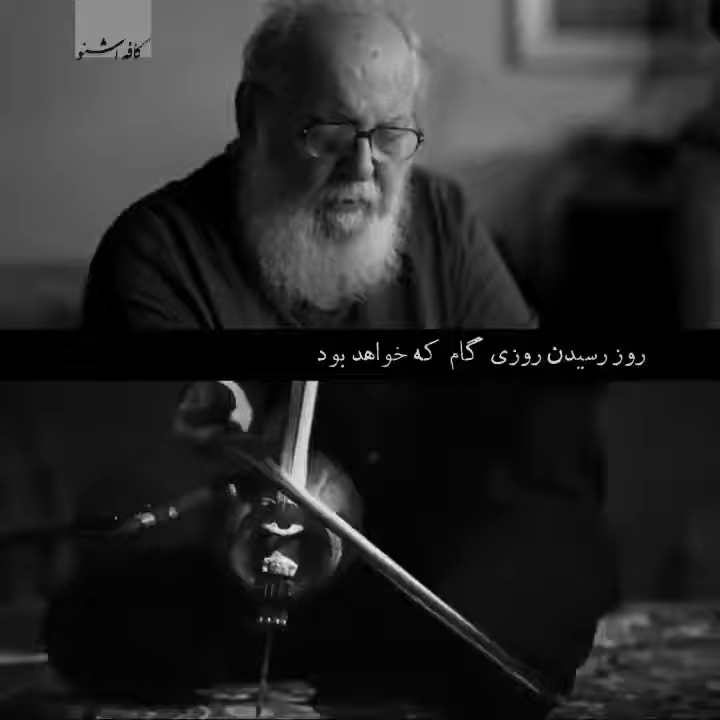 کافه اشنو
روز رسیدن روزی گام که خواهد بود